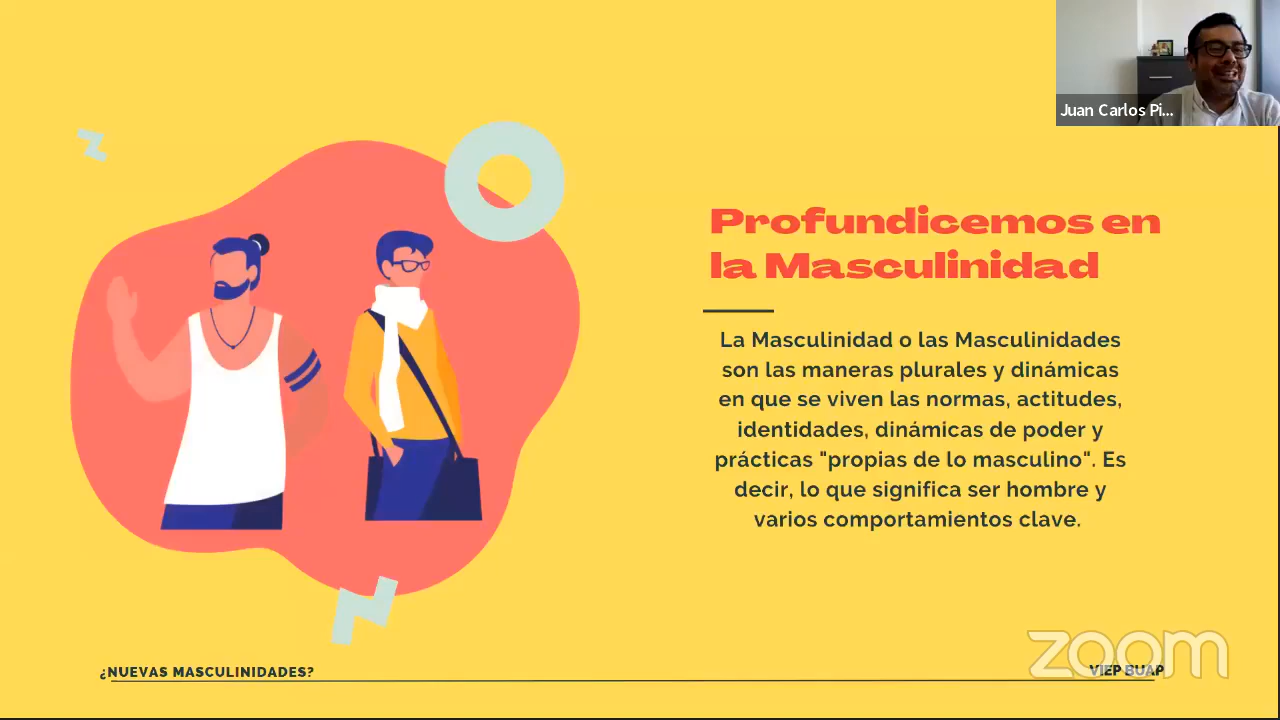 Juan Carlos Pi...
Profundicemos en
la Masculinidad
La Masculinidad o las Masculinidades
son las maneras plurales y dinámicas
en que se viven las normas, actitudes,
identidades, dinámicas de poder y
prácticas "propias de lo masculino". Es
decir, lo que significa ser hombre y
varios comportamientos clave.
¿NUEVAS MASCULINIDADES?
VIEP BUAP
zoom